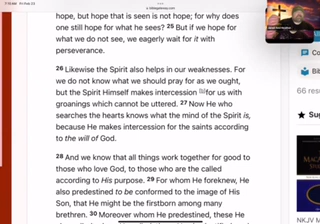 hope, but hope that is seen is not hope; for why does
one still hope for what he sees? 25 But if we hope for
what we do not see, we eagerly wait for it with
perseverance.
26 Likewise the Spirit also helps in our weaknesses. For
we do not know what we should pray for as we ought,
but the Spirit Himself makes intercession for us with
groanings which cannot be uttered. 27 Now He who
searches the hearts knows what the mind of the Spirit is,
because He makes intercession for the saints according
to the will of God.
28 And we know that all things work together for good to
those who love God, to those who are the called
according to His purpose. 29 For whom He foreknew, He
also predestined to be conformed to the image of His
Son, that He might be the firstborn among many
brethren. 30 Moreover whom He predestined, these He
Co
Bib
66 resu
Sug